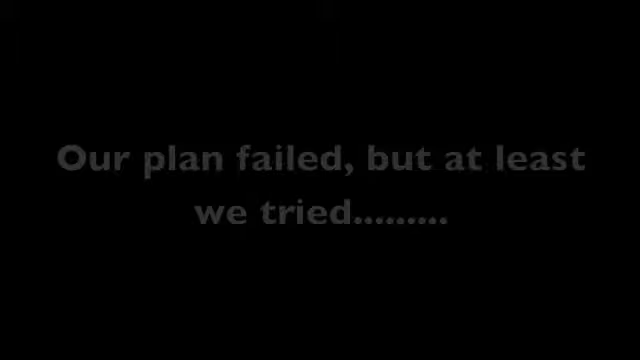 Our plan failed, but at least
we tried.........